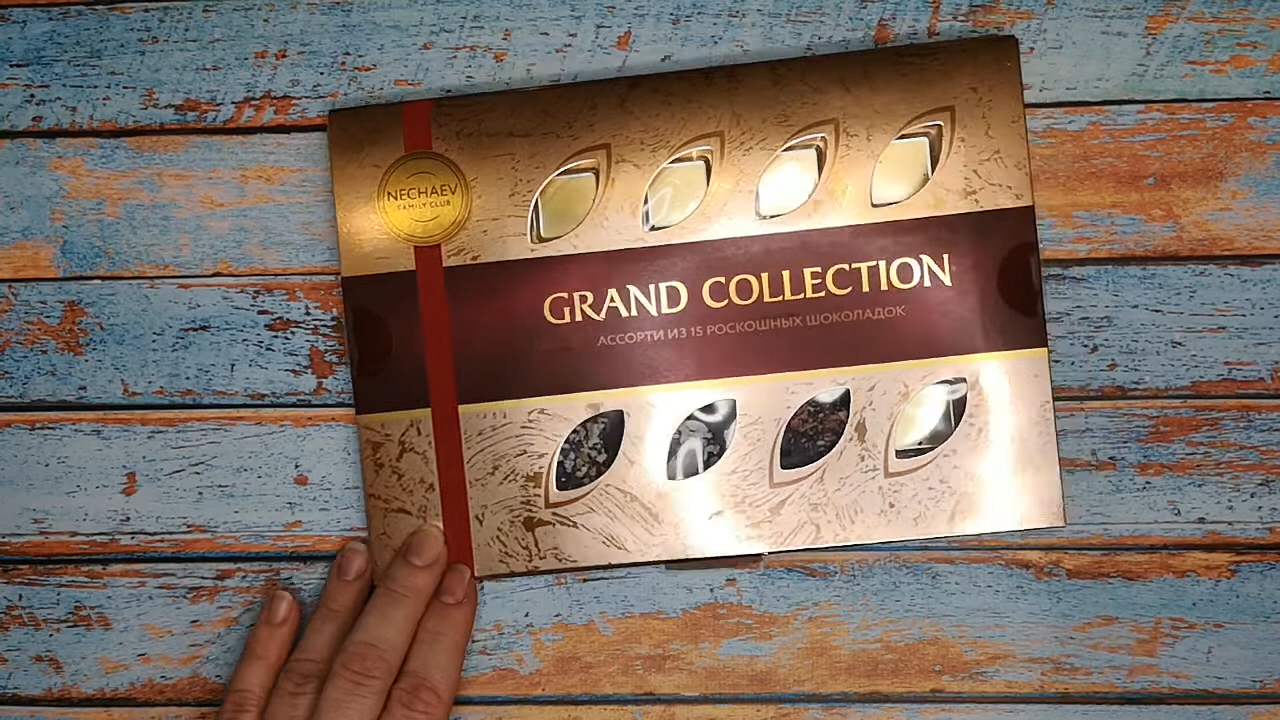 NECHAEV
FAMILY CLUB
GRAND COLLECTION
АССОРТИ ИЗ 15 РОСКОШНЫХ ШОКОЛАДОК